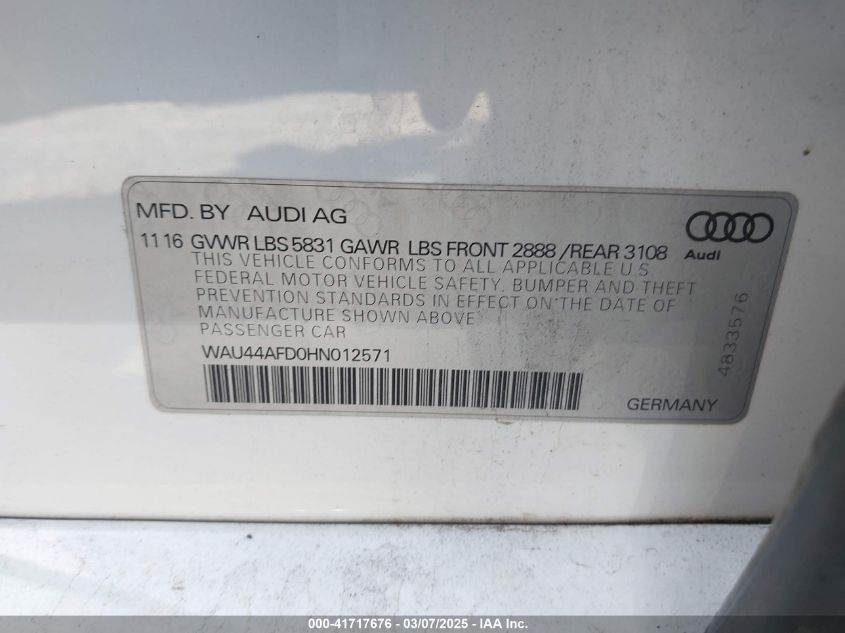 MFD. BY AUDI AG
11 16 GVWR LBS 5831 GAWR LBS FRONT 2888 / REAR 3108
THIS VEHICLE CONFORMS TO ALL APPLICABLE U.S
FEDERAL MOTOR VEHICLE SAFETY, BUMPER AND THEFT
PREVENTION STANDARDS IN EFFECT ON THE DATE OF
MANUFACTURE SHOWN ABOVE
PASSENGER CAR
WAU44AFD0HN012571
Audi
4833576
GERMANY
000-41717676 - 03/07/2025 - IAA Inc.